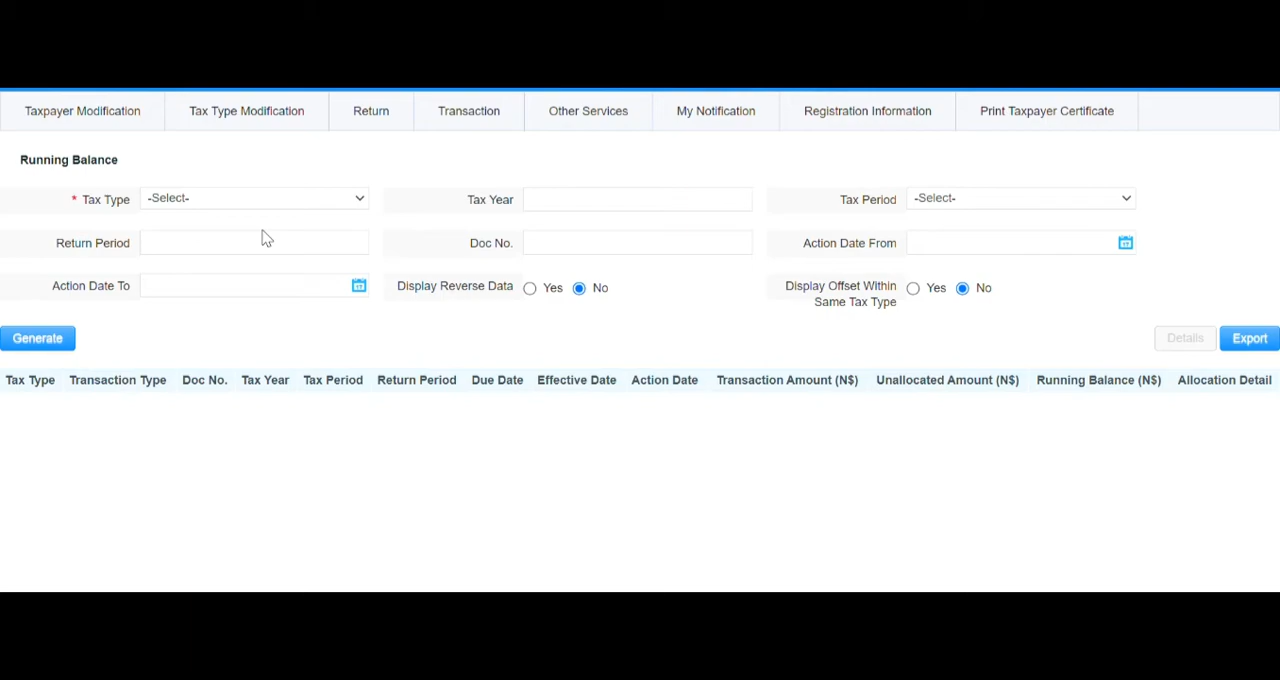 Taxpayer Modification Tax Type Modification Return Transaction Other Services My Notification Registration Information Print Taxpayer Certificate
Running Balance
* Tax Type -Select- Tax Year Tax Period -Select-
Return Period Doc No. Action Date From
Action Date To Display Reverse Data Yes No Display Offset Within Same Tax Type Yes No
Generate Details Export
Tax Type Transaction Type Doc No. Tax Year Tax Period Return Period Due Date Effective Date Action Date Transaction Amount (N$) Unallocated Amount (N$) Running Balance (N$) Allocation Detail